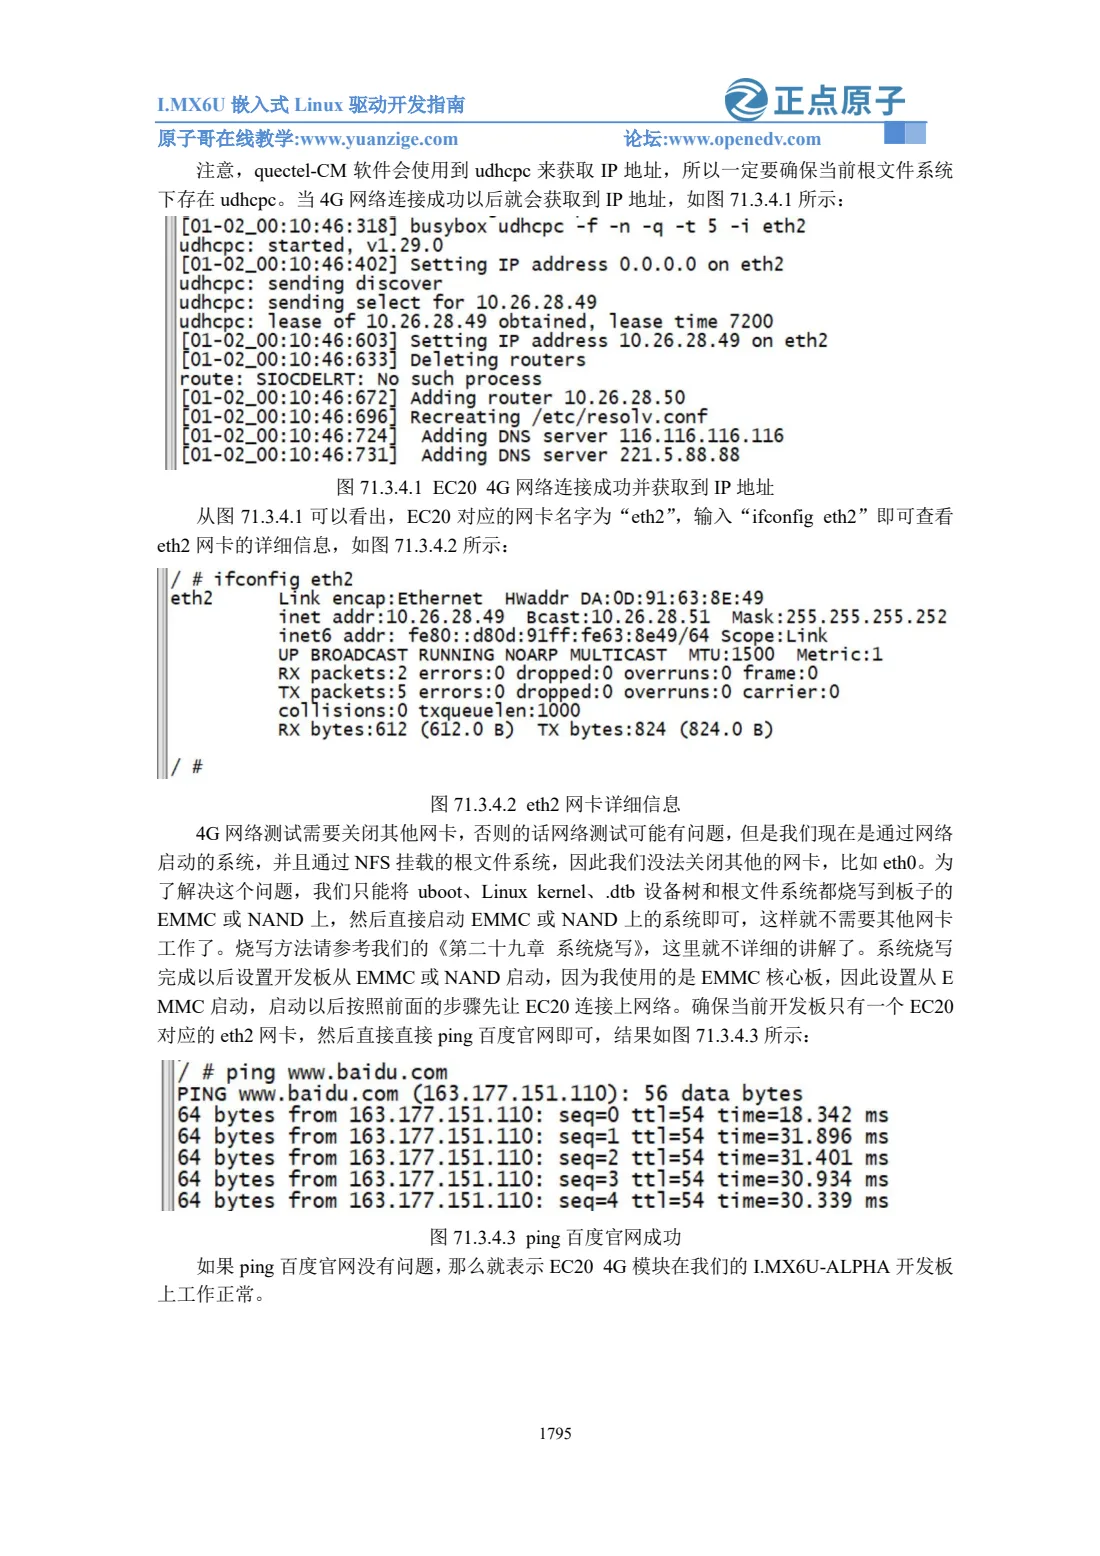 I.MX6U 嵌入式 Linux 驱动开发指南
正点原子
原子哥在线教学:www.yuanzige.com 论坛:www.openedv.com
注意，quectel-CM 软件会使用到 udhcpc 来获取 IP 地址，所以一定要确保当前根文件系统
下存在 udhcpc。当 4G 网络连接成功以后就会获取到 IP 地址，如图 71.3.4.1 所示：
[01-02_00:10:46:318] busybox udhcpc -f -n -q -t 5 -i eth2
udhcpc: started, v1.29.0
[01-02_00:10:46:402] Setting IP address 0.0.0.0 on eth2
udhcpc: sending discover
udhcpc: sending select for 10.26.28.49
udhcpc: lease of 10.26.28.49 obtained, lease time 7200
[01-02_00:10:46:603] Setting IP address 10.26.28.49 on eth2
[01-02_00:10:46:633] Deleting routers
route: SIOCDELRT: No such process
[01-02_00:10:46:672] Adding router 10.26.28.50
[01-02_00:10:46:696] Recreating /etc/resolv.conf
[01-02_00:10:46:724]  Adding DNS server 116.116.116.116
[01-02_00:10:46:731]  Adding DNS server 221.5.88.88
图 71.3.4.1 EC20 4G 网络连接成功并获取到 IP 地址
从图 71.3.4.1 可以看出，EC20 对应的网卡名字为“eth2”，输入“ifconfig eth2”即可查看
eth2 网卡的详细信息，如图 71.3.4.2 所示：
/ # ifconfig eth2
eth2 Link encap:Ethernet HWaddr DA:0D:91:63:8E:49
inet addr:10.26.28.49 Bcast:10.26.28.51 Mask:255.255.255.252
inet6 addr: fe80::d80d:91ff:fe63:8e49/64 Scope:Link
UP BROADCAST RUNNING NOARP MULTICAST MTU:1500 Metric:1
RX packets:2 errors:0 dropped:0 overruns:0 frame:0
TX packets:5 errors:0 dropped:0 overruns:0 carrier:0
collisions:0 txqueuelen:1000
RX bytes:612 (612.0 B) TX bytes:824 (824.0 B)
/ #
图 71.3.4.2 eth2 网卡详细信息
4G 网络测试需要关闭其他网卡，否则的话网络测试可能有问题，但是我们现在是通过网络
启动的系统，并且通过 NFS 挂载的根文件系统，因此我们没法关闭其他的网卡，比如 eth0。为
了解决这个问题，我们只能将 uboot、Linux kernel、.dtb 设备树和根文件系统都烧写到板子的
EMMC 或 NAND 上，然后直接启动 EMMC 或 NAND 上的系统即可，这样就不需要其他网卡
工作了。烧写方法请参考我们的《第二十九章 系统烧写》，这里就不详细的讲解了。系统烧写
完成以后设置开发板从 EMMC 或 NAND 启动，因为我使用的是 EMMC 核心板，因此设置从 E
MMC 启动，启动以后按照前面的步骤先让 EC20 连接上网络。确保当前开发板只有一个 EC20
对应的 eth2 网卡，然后直接直接 ping 百度官网即可，结果如图 71.3.4.3 所示：
/ # ping www.baidu.com
PING www.baidu.com (163.177.151.110): 56 data bytes
64 bytes from 163.177.151.110: seq=0 ttl=54 time=18.342 ms
64 bytes from 163.177.151.110: seq=1 ttl=54 time=31.896 ms
64 bytes from 163.177.151.110: seq=2 ttl=54 time=31.401 ms
64 bytes from 163.177.151.110: seq=3 ttl=54 time=30.934 ms
64 bytes from 163.177.151.110: seq=4 ttl=54 time=30.339 ms
图 71.3.4.3 ping 百度官网成功
如果 ping 百度官网没有问题，那么就表示 EC20 4G 模块在我们的 I.MX6U-ALPHA 开发板
上工作正常。
1795